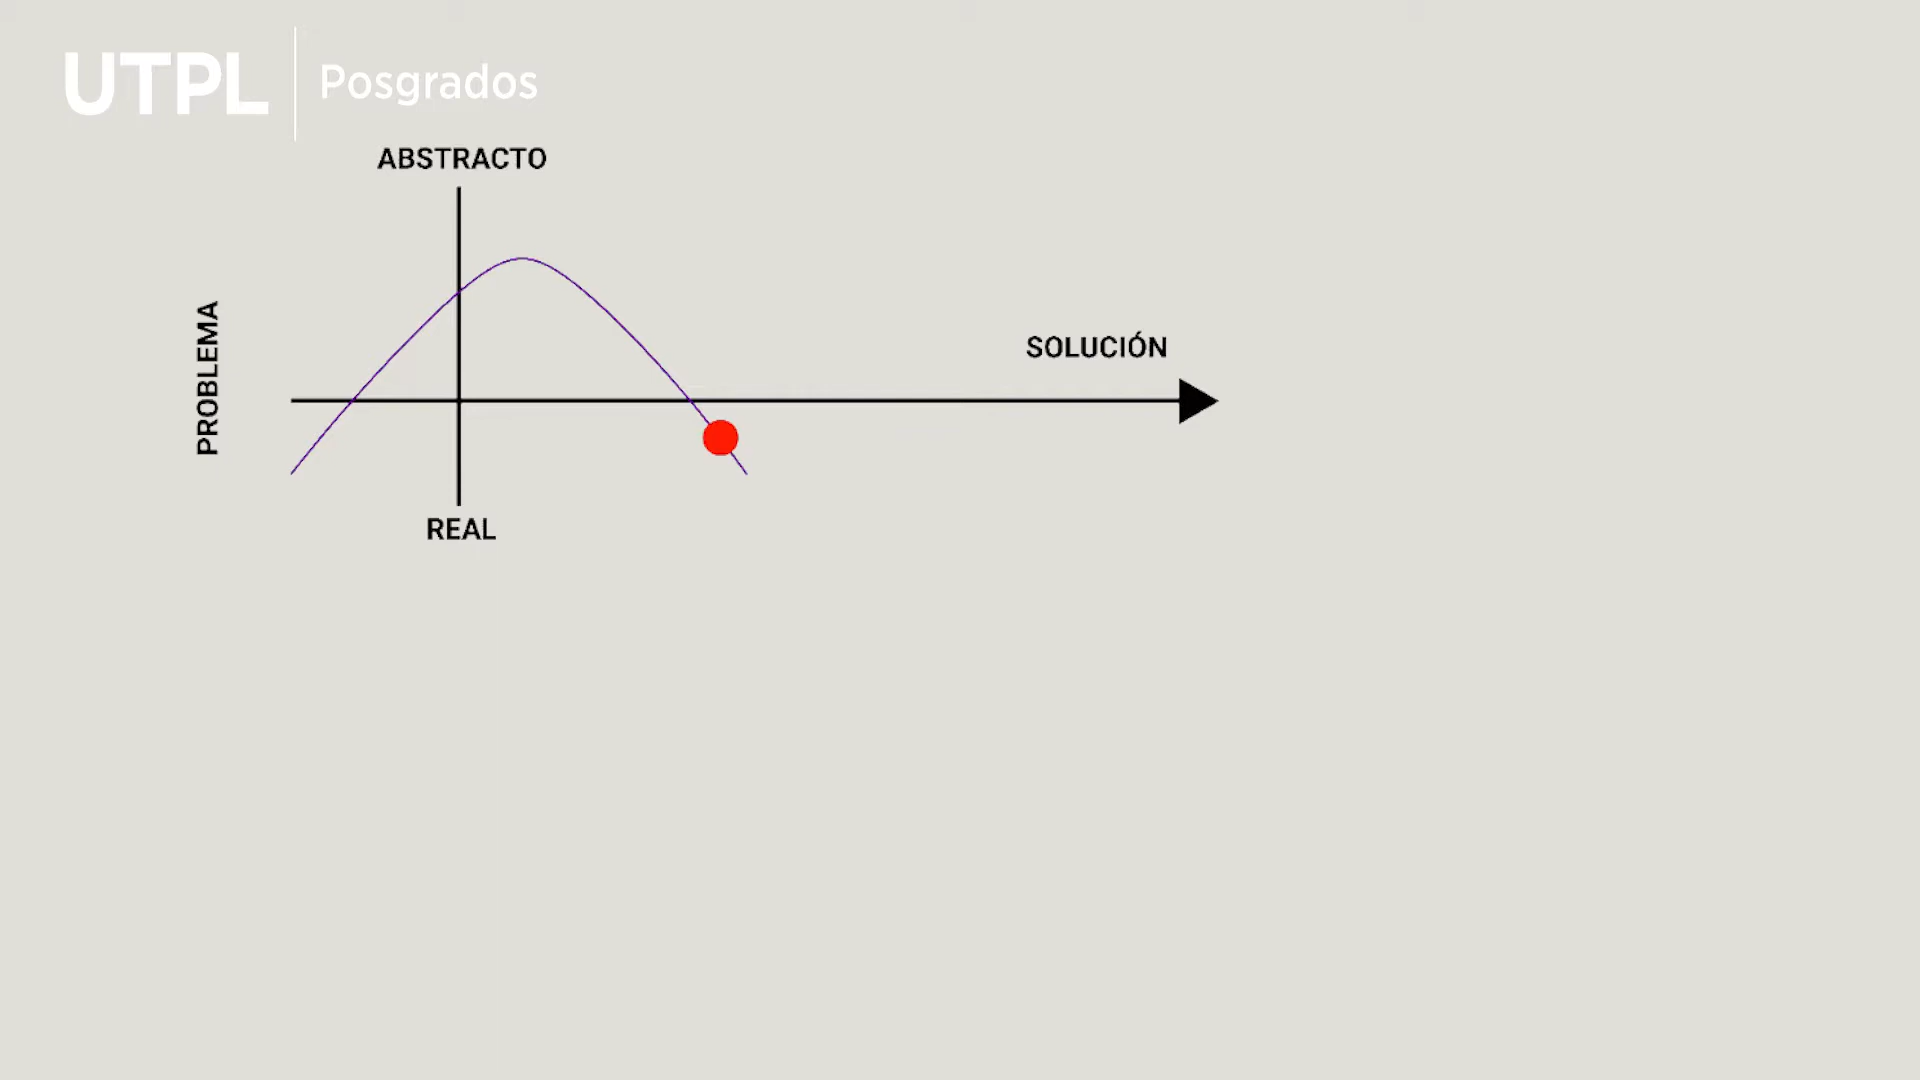 UTPL Posgrados
ABSTRACTO
PROBLEMA
SOLUCIÓN
REAL